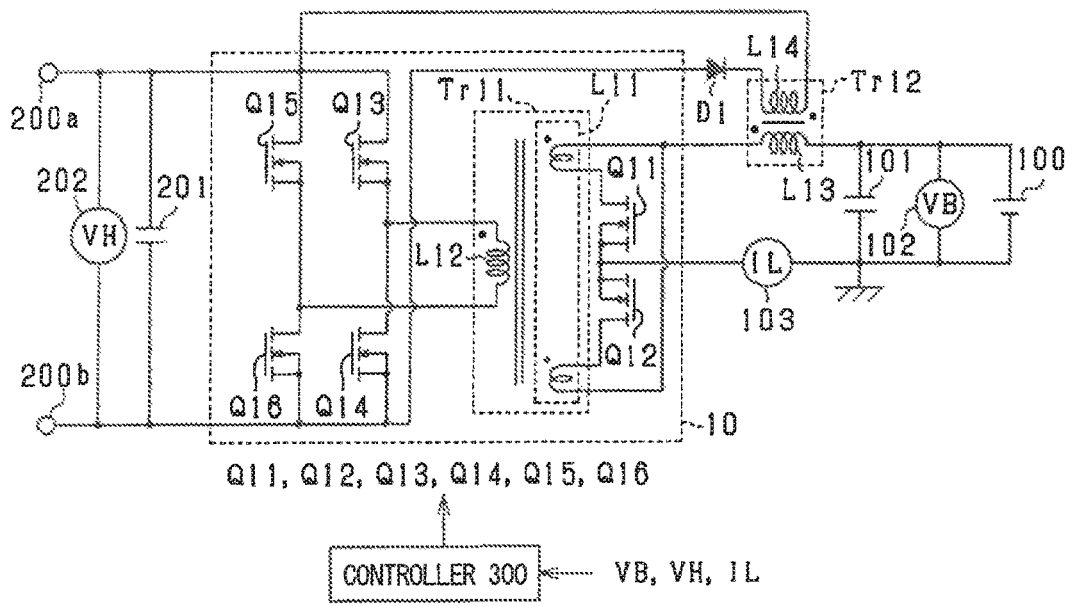 L14
Tr12
200a
Q15
Q13
Tr11
L11
D1
202
201
Q11
L13
101
100
VH
L12
VB
102
IL
103
Q12
200b
Q16
Q14
10
Q11, Q12, Q13, Q14, Q15, Q16
CONTROLLER 300
VB, VH, IL